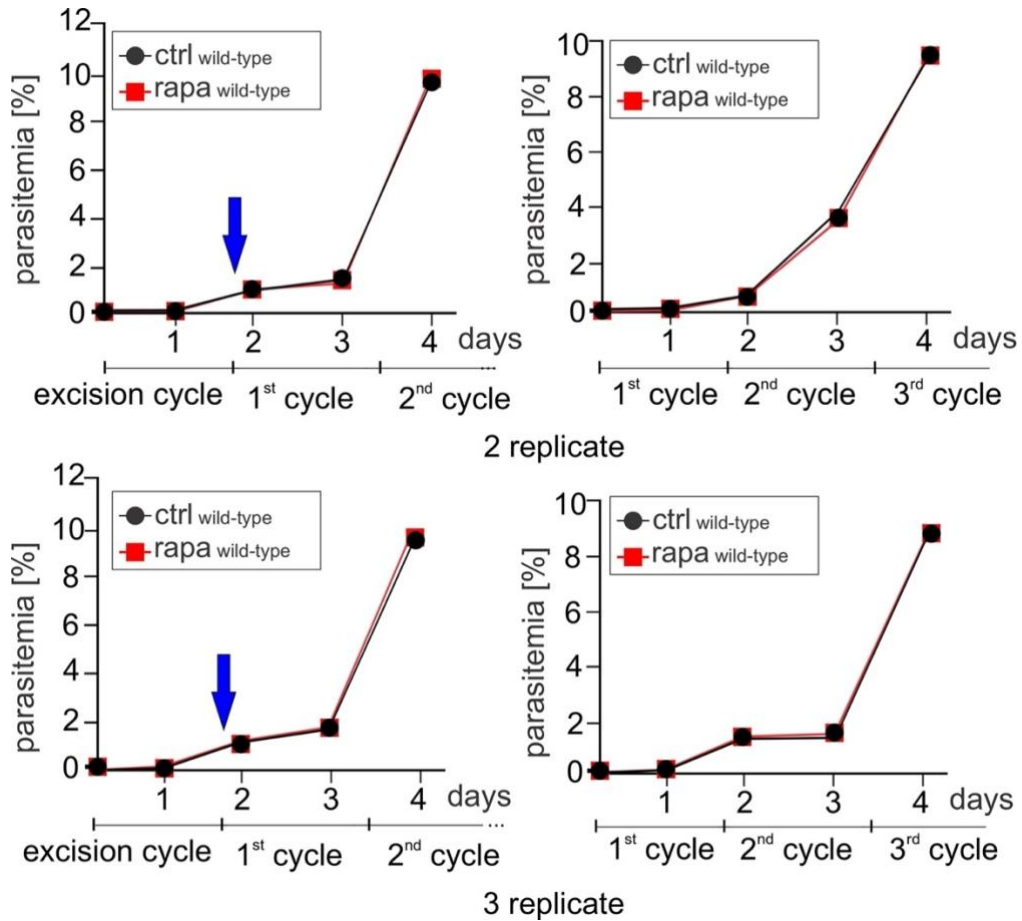 12
10
8
6
4
2
0
parasitemia [%]
ctrl wild-type
rapa wild-type
1 2 3 4 days
excision cycle 1st cycle 2nd cycle
...
10
8
6
4
2
0
parasitemia [%]
ctrl wild-type
rapa wild-type
1 2 3 4 days
1st cycle 2nd cycle 3rd cycle
2 replicate
12
10
8
6
4
2
0
parasitemia [%]
ctrl wild-type
rapa wild-type
1 2 3 4 days
excision cycle 1st cycle 2nd cycle
...
10
8
6
4
2
0
parasitemia [%]
ctrl wild-type
rapa wild-type
1 2 3 4 days
1st cycle 2nd cycle 3rd cycle
3 replicate